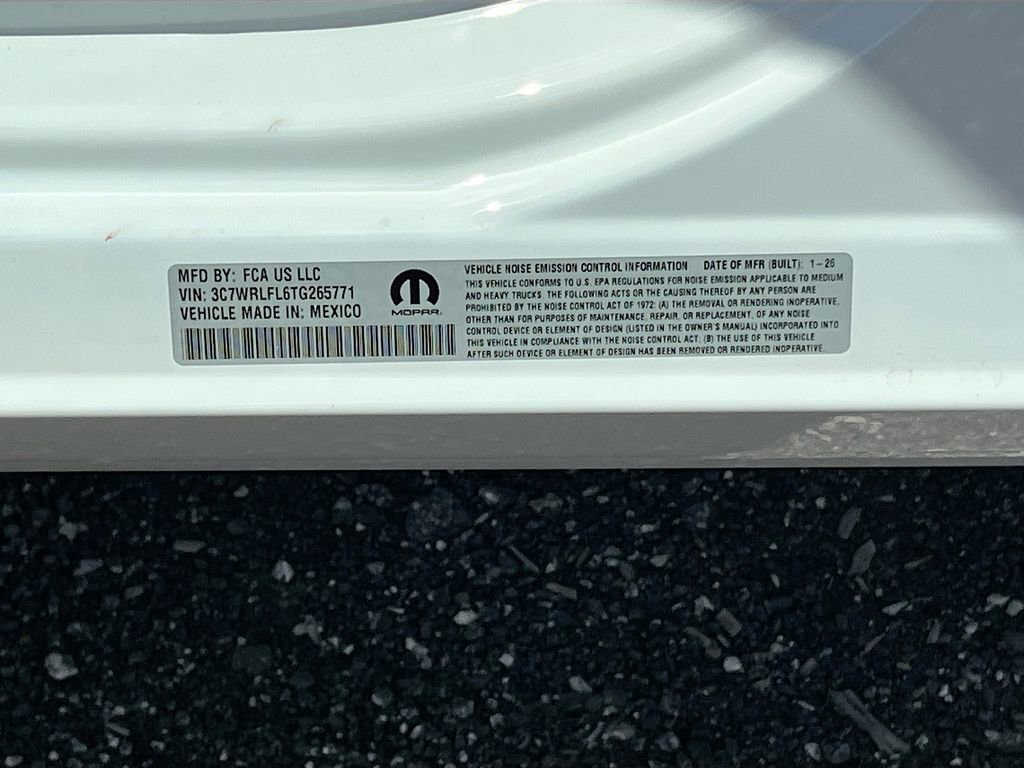 MFD BY: FCA US LLC
VIN: 3C7WRLFL6TG265771
VEHICLE MADE IN: MEXICO
MOPAR
VEHICLE NOISE EMISSION CONTROL INFORMATION DATE OF MFR (BUILT): 1-26
THIS VEHICLE CONFORMS TO U.S. EPA REGULATIONS FOR NOISE EMISSION APPLICABLE TO MEDIUM
AND HEAVY TRUCKS. THE FOLLOWING ACTS OR THE CAUSING THEREOF BY ANY PERSON ARE
PROHIBITED BY THE NOISE CONTROL ACT OF 1972: (A) THE REMOVAL OR RENDERING INOPERATIVE,
OTHER THAN FOR PURPOSES OF MAINTENANCE, REPAIR, OR REPLACEMENT, OF ANY NOISE
CONTROL DEVICE OR ELEMENT OF DESIGN (LISTED IN THE OWNER'S MANUAL) INCORPORATED INTO
THIS VEHICLE IN COMPLIANCE WITH THE NOISE CONTROL ACT; (B) THE USE OF THIS VEHICLE
AFTER SUCH DEVICE OR ELEMENT OF DESIGN HAS BEEN REMOVED OR RENDERED INOPERATIVE.